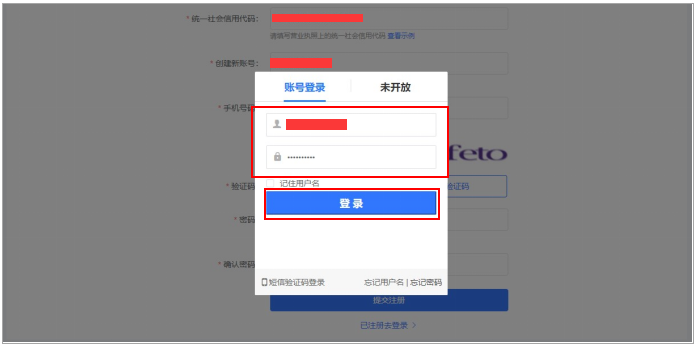 * 统一社会信用代码：
请填写营业执照上的统一社会信用代码 查看示例
* 创建新账号：
账号登录 未开放
* 手机号码
feto
记住用户名
* 验证码 验证码
登 录
* 密码
* 确认密码
短信验证码登录 忘记用户名 | 忘记密码
提交注册
已注册去登录 >